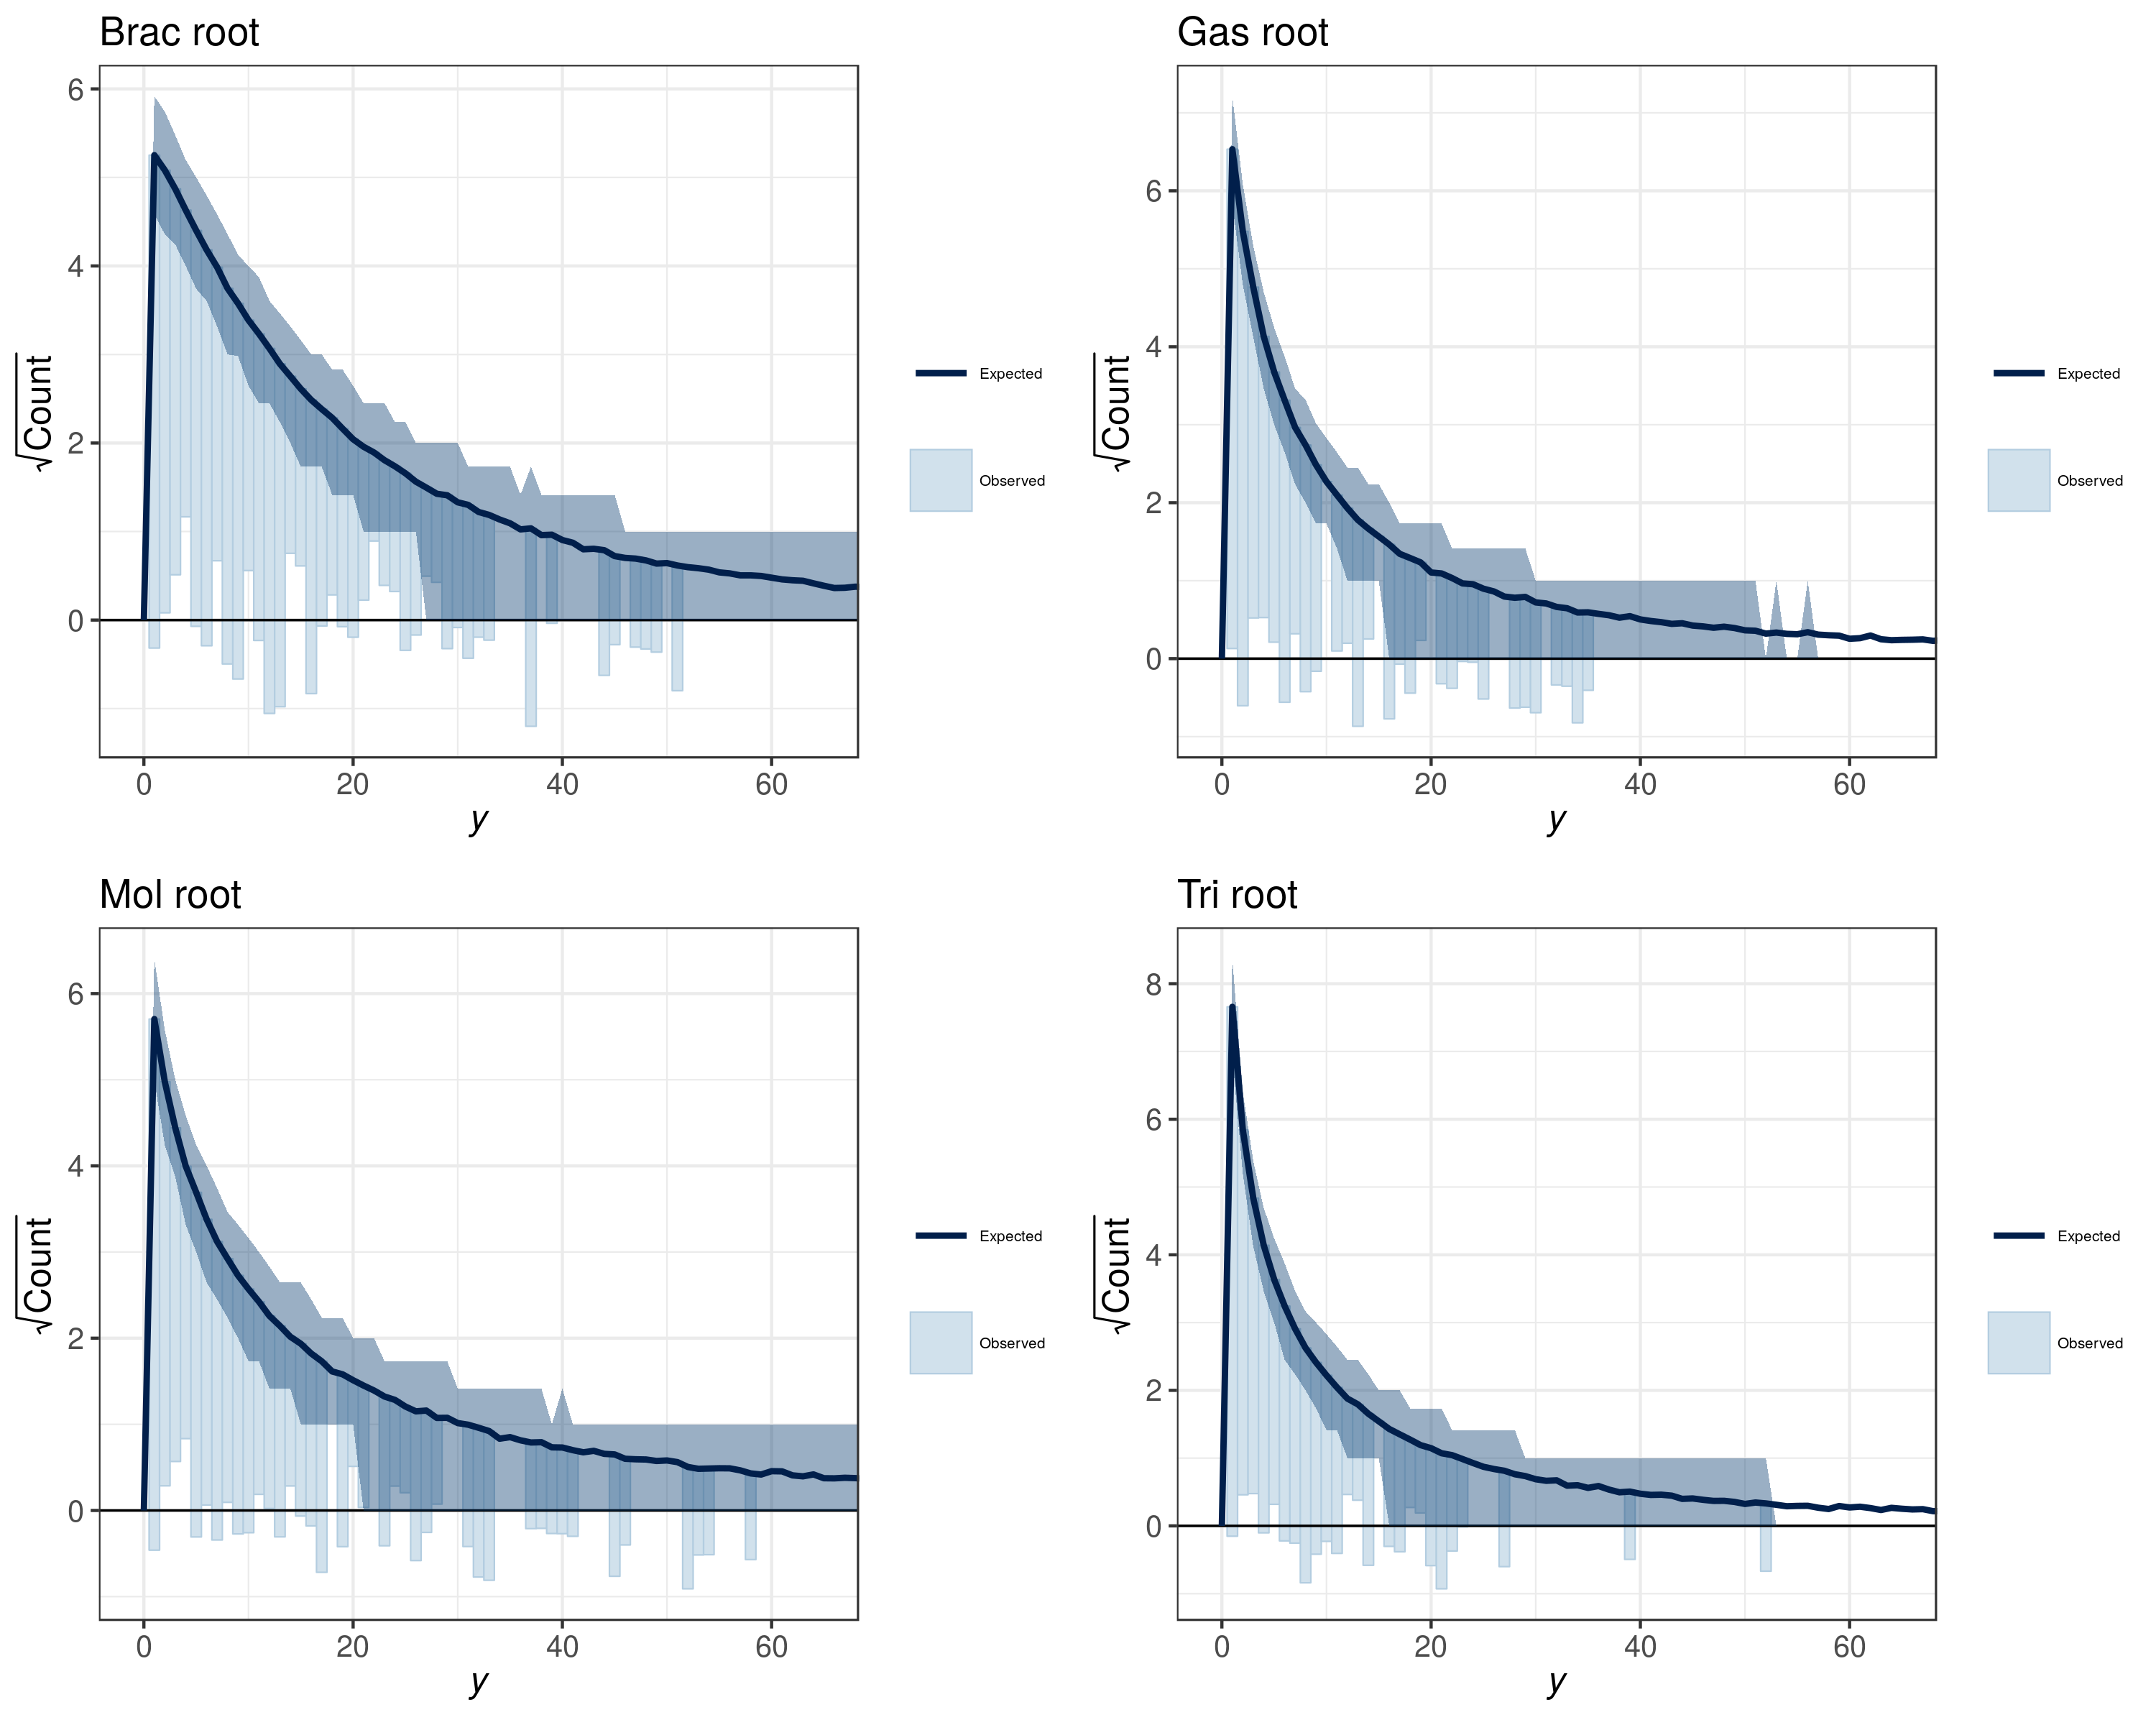 Brac root
6
4
2
0
√Count
0 20 40 60
y
Expected
Observed
Gas root
6
4
2
0
√Count
0 20 40 60
y
Expected
Observed
Mol root
6
4
2
0
√Count
0 20 40 60
y
Expected
Observed
Tri root
8
6
4
2
0
√Count
0 20 40 60
y
Expected
Observed